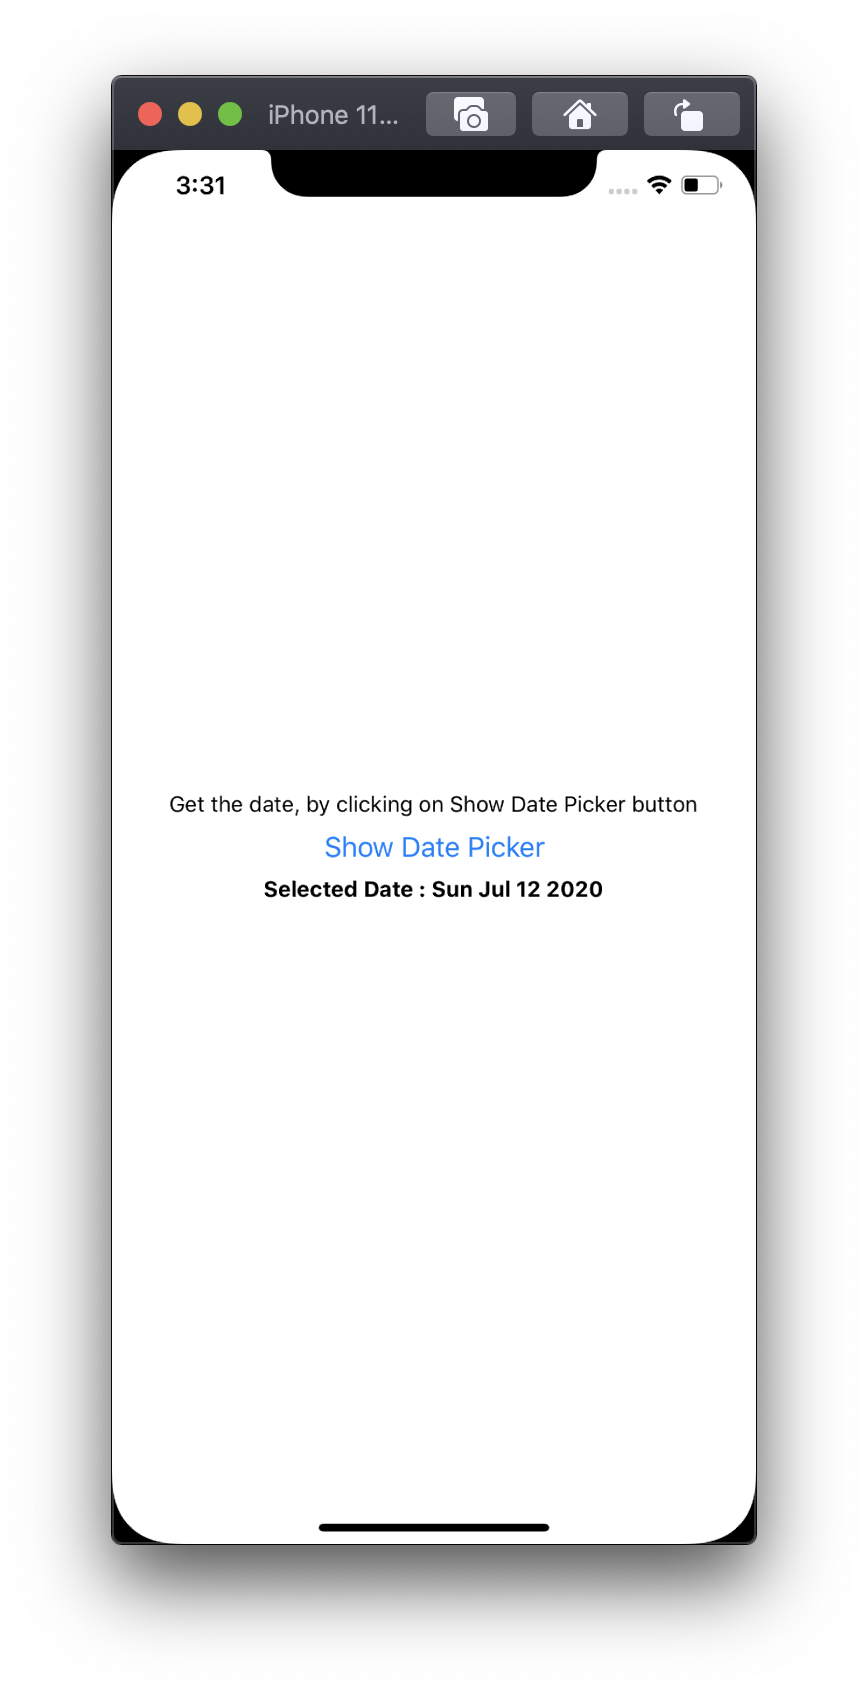 iPhone 11...
3:31
Get the date, by clicking on Show Date Picker button
Show Date Picker
Selected Date : Sun Jul 12 2020